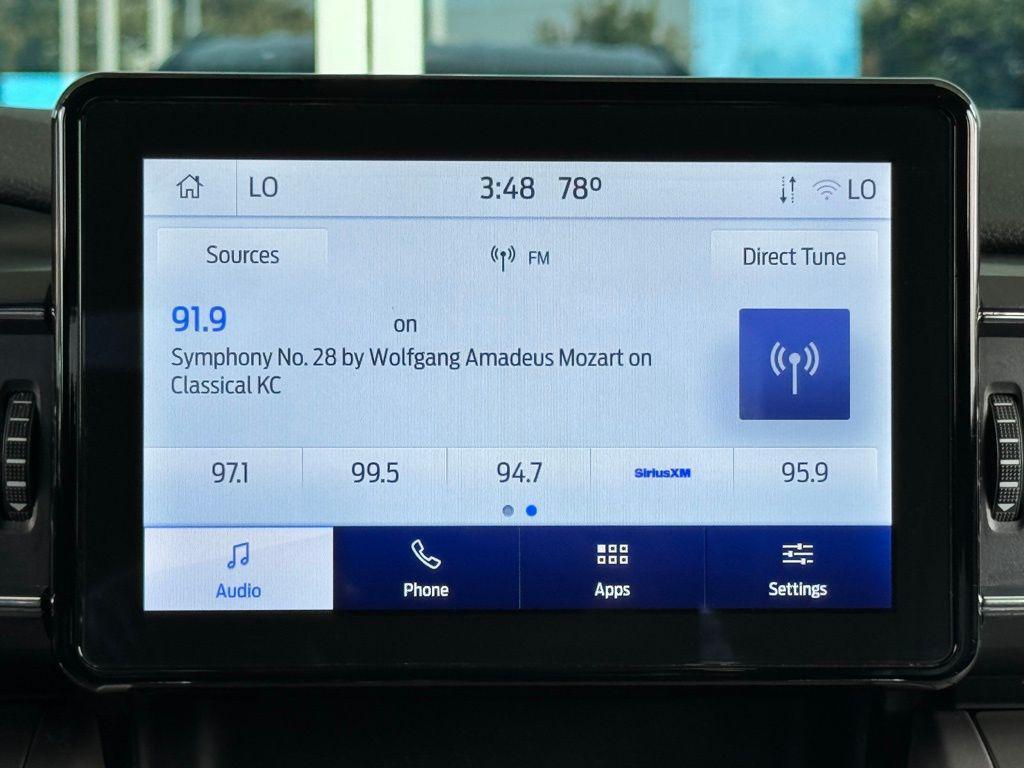 LO 3:48 78º LO
Sources FM Direct Tune
91.9 on
Symphony No. 28 by Wolfgang Amadeus Mozart on
Classical KC
97.1 99.5 94.7 SiriusXM 95.9
Audio Phone Apps Settings